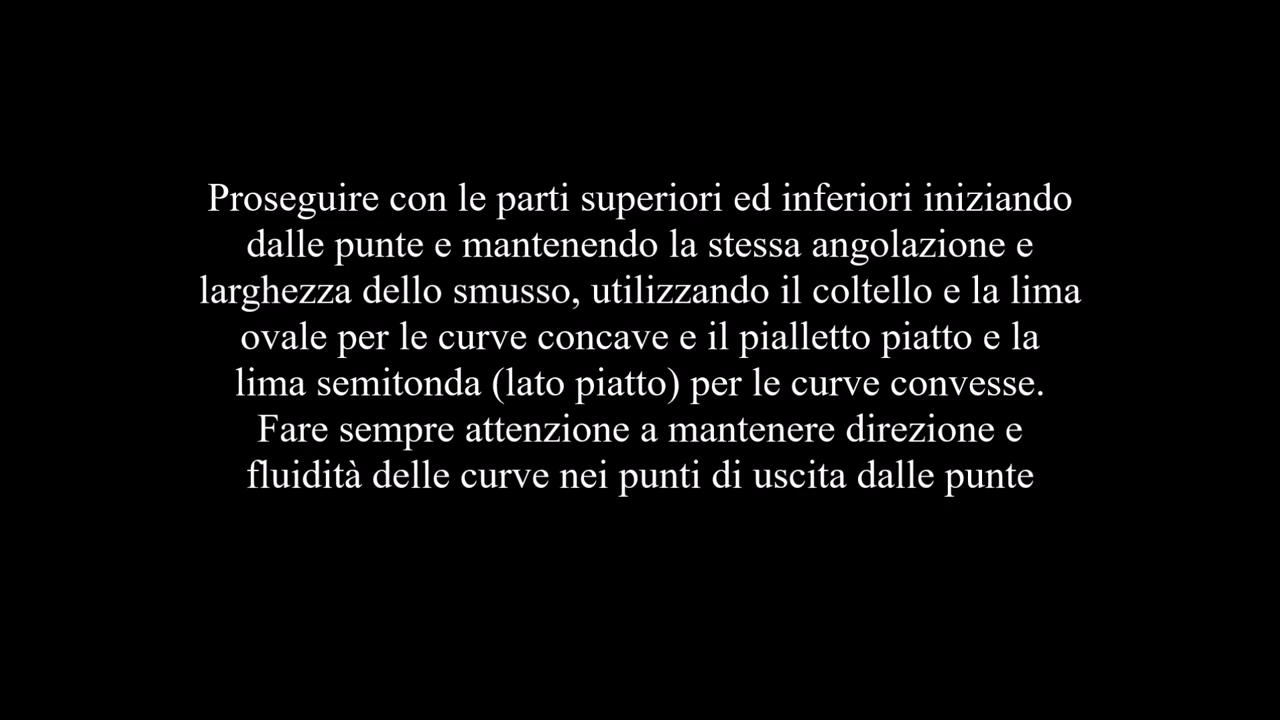 Proseguire con le parti superiori ed inferiori iniziando
dalle punte e mantenendo la stessa angolazione e
larghezza dello smusso, utilizzando il coltello e la lima
ovale per le curve concave e il pialletto piatto e la
lima semitonda (lato piatto) per le curve convesse.
Fare sempre attenzione a mantenere direzione e
fluidità delle curve nei punti di uscita dalle punte